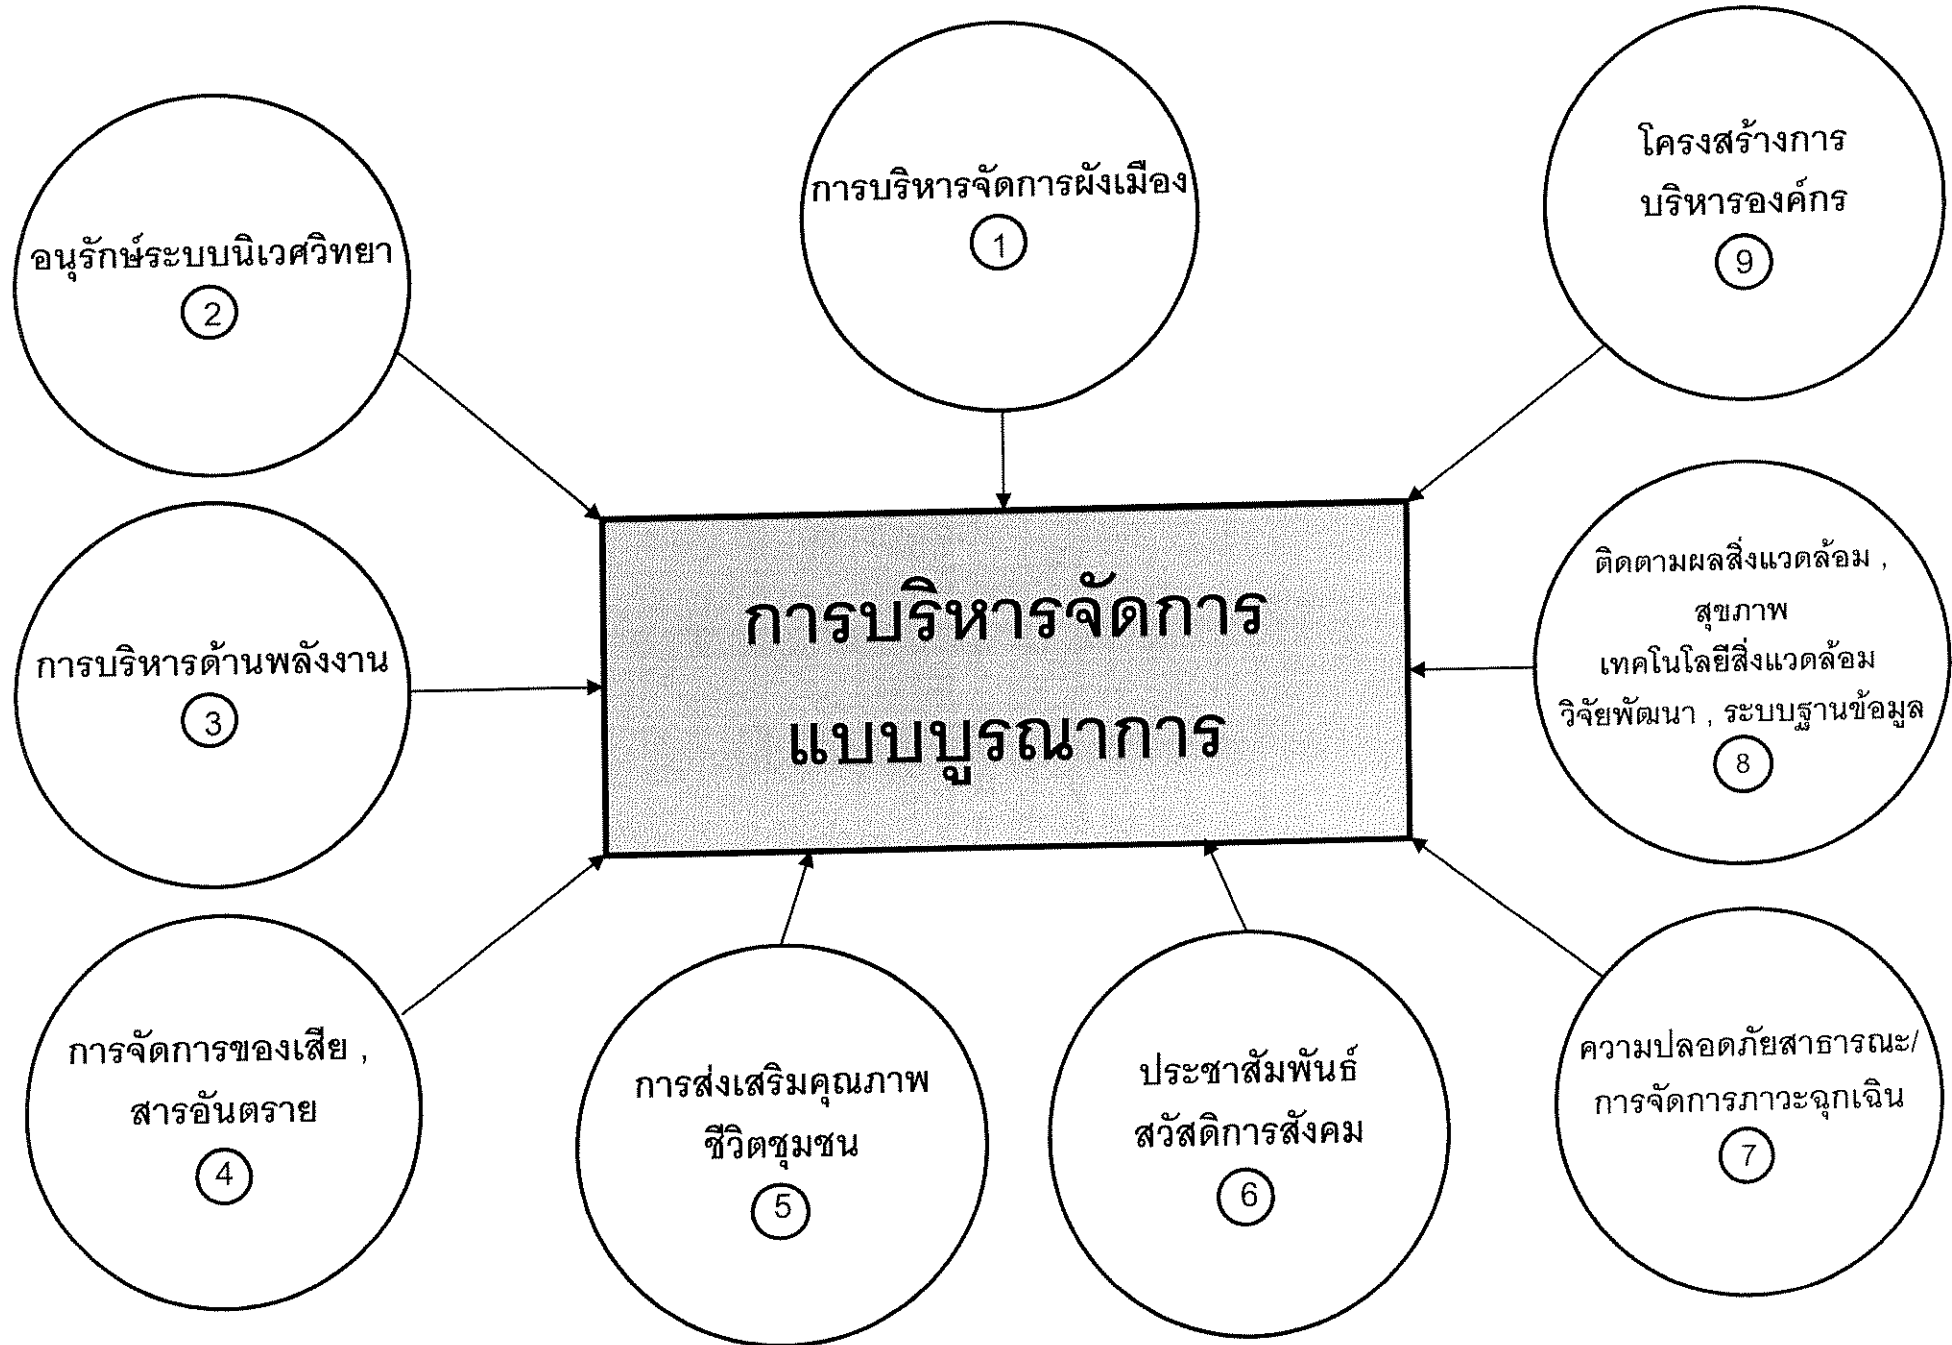 การบริหารจัดการผังเมือง
1
อนุรักษ์ระบบนิเวศวิทยา
2
การบริหารด้านพลังงาน
3
การจัดการของเสีย ,
สารอันตราย
4
การส่งเสริมคุณภาพ
ชีวิตชุมชน
5
ประชาสัมพันธ์
สวัสดิการสังคม
6
ความปลอดภัยสาธารณะ/
การจัดการภาวะฉุกเฉิน
7
ติดตามผลสิ่งแวดล้อม ,
สุขภาพ
เทคโนโลยีสิ่งแวดล้อม
วิจัยพัฒนา , ระบบฐานข้อมูล
8
โครงสร้างการ
บริหารองค์กร
9
การบริหารจัดการ
แบบบูรณาการ